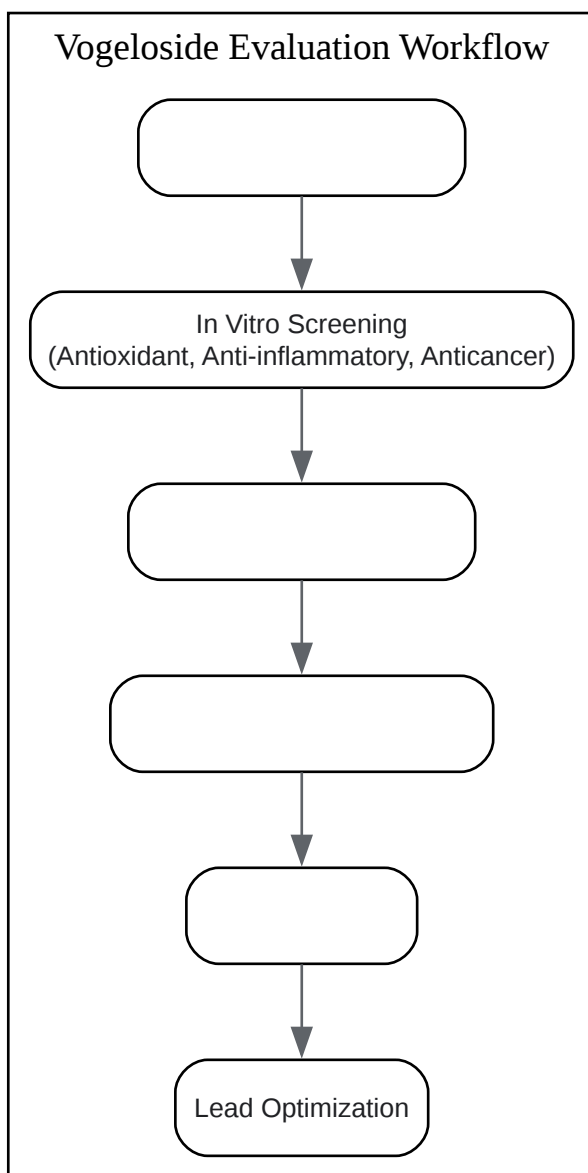 Vogeloside Evaluation Workflow
In Vitro Screening
(Antioxidant, Anti-inflammatory, Anticancer)
Lead Optimization